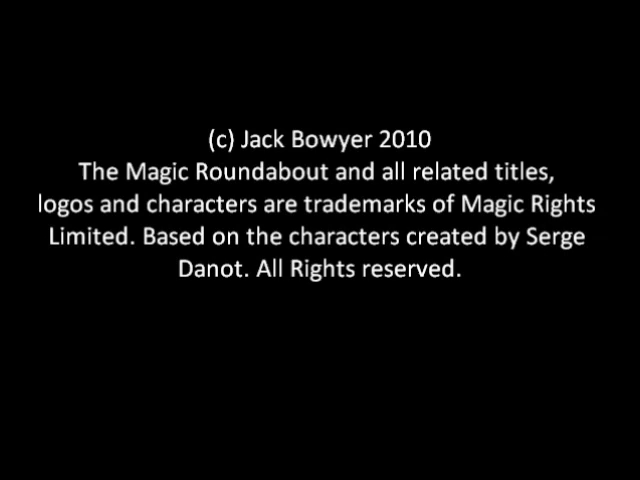 (c) Jack Bowyer 2010
The Magic Roundabout and all related titles,
logos and characters are trademarks of Magic Rights
Limited. Based on the characters created by Serge
Danot. All Rights reserved.